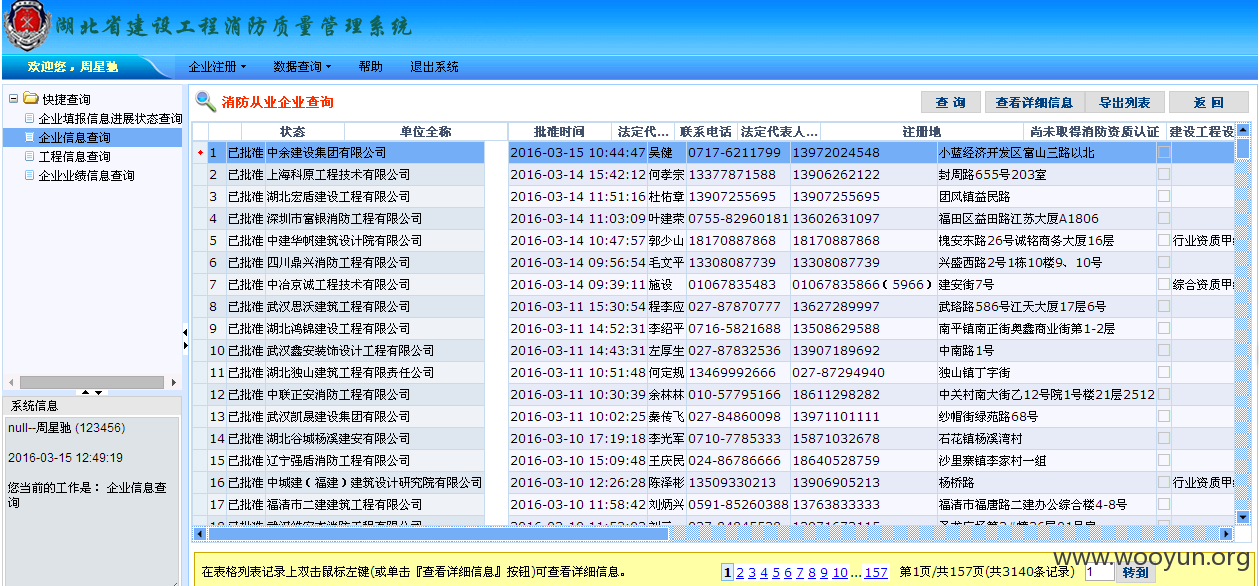 湖北省建设工程消防质量管理系统
欢迎您，周星驰 企业注册 数据查询 帮助 退出系统
快捷查询
企业填报信息进展状态查询
企业信息查询
工程信息查询
企业业绩信息查询
系统信息
null--周星驰 (123456)
2016-03-15 12:49:19
您当前的工作是： 企业信息查
询
消防从业企业查询 查 询 查看详细信息 导出列表 返 回
状态 单位全称 批准时间 法定代... 联系电话 法定代表人... 注册地 尚未取得消防资质认证 建设工程设
1 已批准 中余建设集团有限公司 2016-03-15 10:44:47 吴健 0717-6211799 13972024548 小蓝经济开发区富山三路以北
2 已批准 上海科原工程技术有限公司 2016-03-14 15:42:12 何孝宗 13377871588 13906262122 封周路655号203室
3 已批准 湖北宏盾建设有限公司 2016-03-14 11:51:16 杜佑章 13907255695 13907255695 团风镇益民路
4 已批准 深圳市富银消防工程有限公司 2016-03-14 11:03:09 叶建荣 0755-82960181 13602631097 福田区益田路江苏大厦A1806
5 已批准 中建华帆建筑设计院有限公司 2016-03-14 10:47:57 郭少山 18170887868 18170887868 槐安东路26号诚铭商务大厦16层 行业资质甲
6 已批准 四川鼎兴消防工程有限公司 2016-03-14 09:56:54 毛文平 13308087739 13308087739 兴盛西路2号1栋10楼9、10号
7 已批准 中冶京诚工程技术有限公司 2016-03-14 09:39:11 施设 01067835483 01067835866（5966） 建安街7号 综合资质甲
8 已批准 武汉思沃建筑工程有限公司 2016-03-11 15:30:54 程李应 027-87870777 13627289997 武珞路586号江天大厦17层6号
9 已批准 湖北鸿锦建设工程有限公司 2016-03-11 14:52:31 李绍平 0716-5821688 13508629588 南平镇南正街奥鑫商业街第1-2层
10 已批准 武汉鑫安装饰设计工程有限公司 2016-03-11 14:43:31 左厚生 027-87832536 13907189692 中南路1号
11 已批准 湖北独山建筑工程有限责任公司 2016-03-11 10:51:48 何定规 13469992666 027-87294940 独山镇丁字街
12 已批准 中联正安消防工程有限公司 2016-03-11 10:30:39 余林林 010-57795166 18611298282 中关村南大街乙12号院1号楼21层2512
13 已批准 武汉凯晟建设集团有限公司 2016-03-11 10:02:25 秦传飞 027-84860098 13971101111 纱帽街绿苑路68号
14 已批准 湖北谷城杨溪建安有限公司 2016-03-10 17:19:18 李光军 0710-7785333 15871032678 石花镇杨溪湾村
15 已批准 辽宁强盾消防工程有限公司 2016-03-10 15:09:48 王庆民 024-86786666 18640528759 沙里寨镇李家村一组
16 已批准 中城建（福建）建筑设计研究院有限公司 2016-03-10 12:26:28 陈泽彬 13509330213 13906905213 杨桥路 行业资质甲
17 已批准 福清市二建建筑工程有限公司 2016-03-10 11:58:42 刘炳兴 0591-85260388 13763833333 福清市福唐路二建办公综合楼4-8号
在表格列表记录上双击鼠标左键(或单击『查看详细信息』按钮)可查看详细信息。 1 2 3 4 5 6 7 8 9 10 ... 157 第1页/共157页(共3140条记录) 1 转到
www.wooyun.org